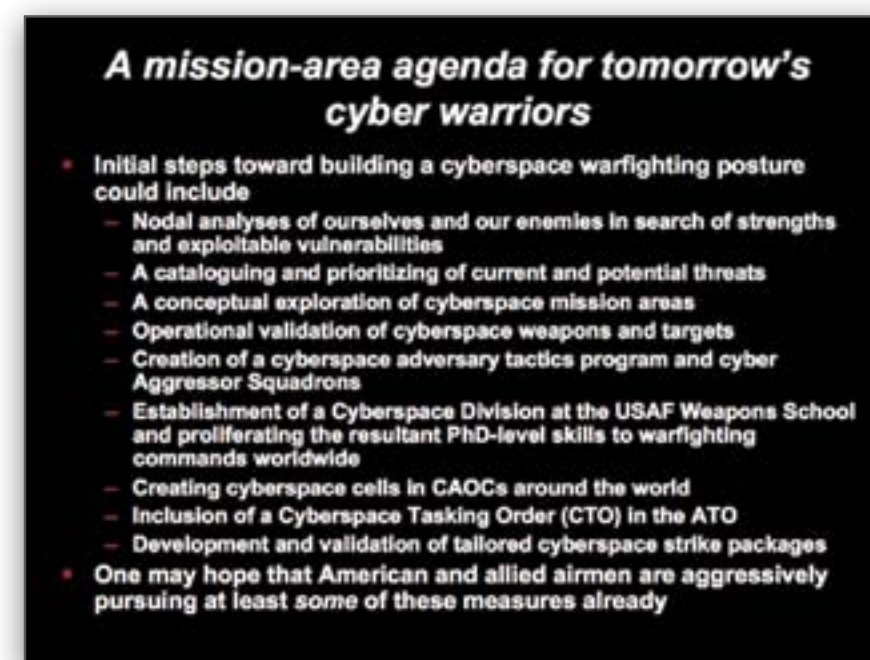 A mission-area agenda for tomorrow's
cyber warriors
• Initial steps toward building a cyberspace warfighting posture
could include
– Nodal analyses of ourselves and our enemies in search of strengths
and exploitable vulnerabilities
– A cataloguing and prioritizing of current and potential threats
– A conceptual exploration of cyberspace mission areas
– Operational validation of cyberspace weapons and targets
– Creation of a cyberspace adversary tactics program and cyber
Aggressor Squadrons
– Establishment of a Cyberspace Division at the USAF Weapons School
and proliferating the resultant PhD-level skills to warfighting
commands worldwide
– Creating cyberspace cells in CAOCs around the world
– Inclusion of a Cyberspace Tasking Order (CTO) in the ATO
– Development and validation of tailored cyberspace strike packages
• One may hope that American and allied airmen are aggressively
pursuing at least some of these measures already